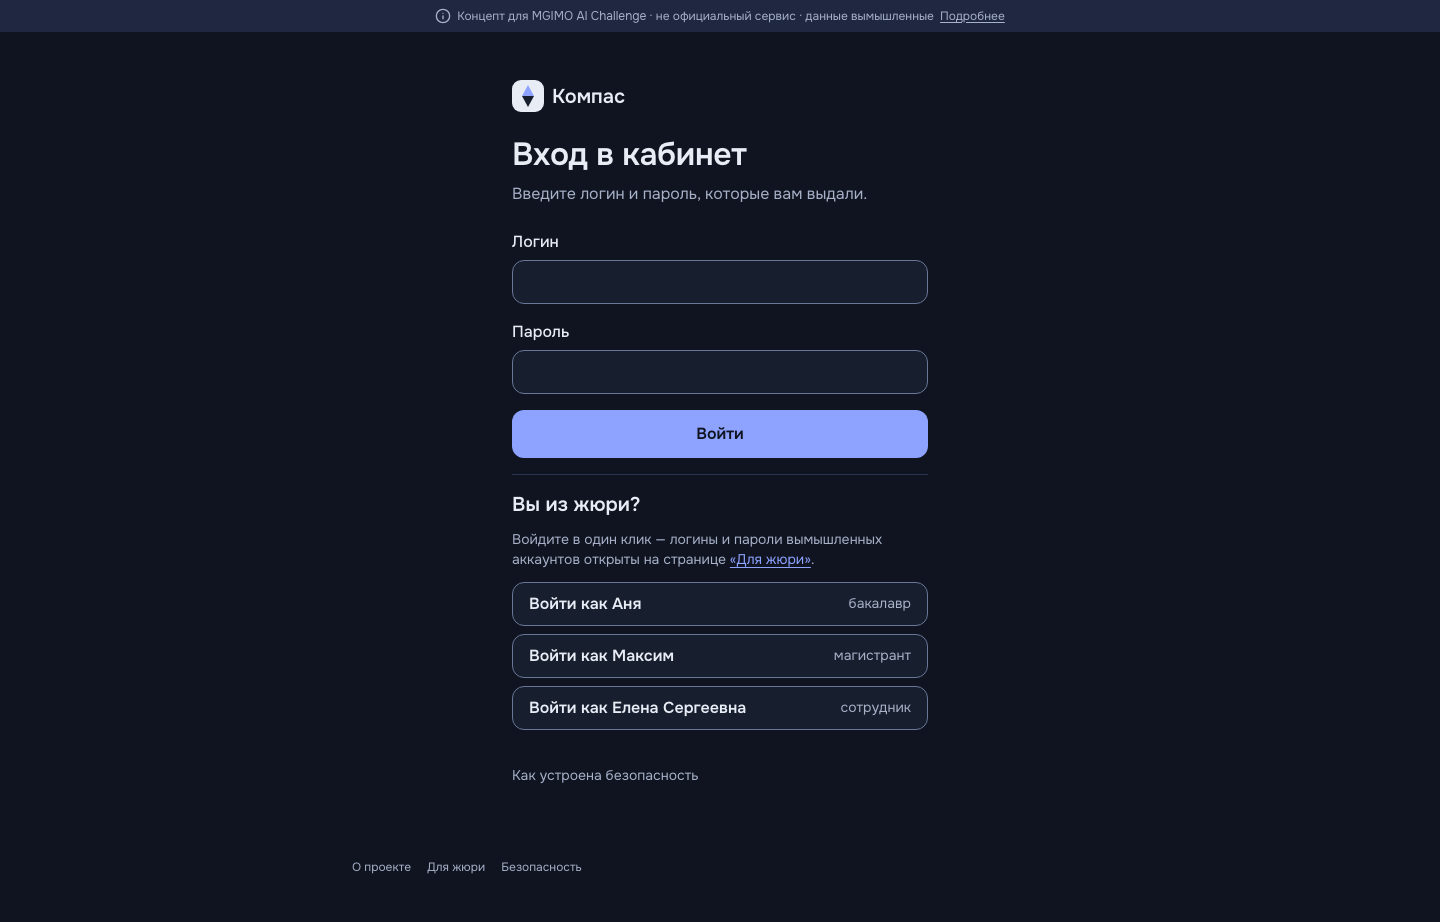 Концепт для MGIMO AI Challenge · не официальный сервис · данные вымышленные Подробнее
Компас
Вход в кабинет
Введите логин и пароль, которые вам выдали.
Логин
Пароль
Войти
Вы из жюри?
Войдите в один клик — логины и пароли вымышленных
аккаунтов открыты на странице «Для жюри».
Войти как Аня бакалавр
Войти как Максим магистрант
Войти как Елена Сергеевна сотрудник
Как устроена безопасность
О проекте Для жюри Безопасность